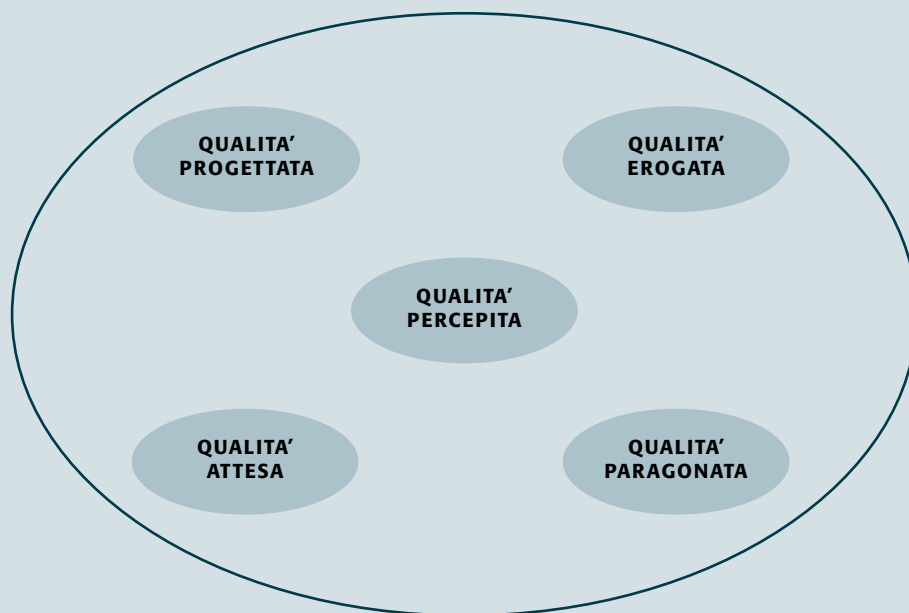 QUALITA’
PROGETTATA
QUALITA’
EROGATA
QUALITA’
PERCEPITA
QUALITA’
ATTESA
QUALITA’
PARAGONATA